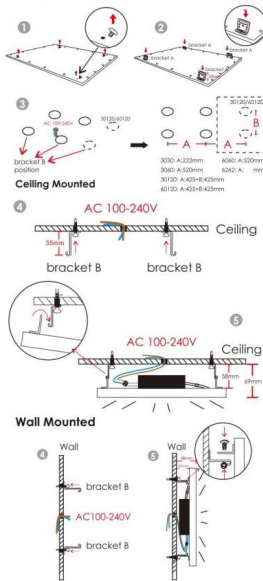 1
2
bracket A
bracket A
bracket A
bracket A
3
30120/60120
30120/60120
AC 100-240V
B
A
A
bracket B
position
3030: A:222mm
6060: A:520mm
3060: A:520mm
6262: A: mm
30120: A:425+B:425mm
60120: A:425+B:425mm
Ceiling Mounted
4
AC 100-240V
Ceiling
35mm
bracket B
bracket B
AC 100-240V
5
Ceiling
58mm
69mm
Wall Mounted
4
Wall
5
Wall
bracket B
AC100-240V
bracket B